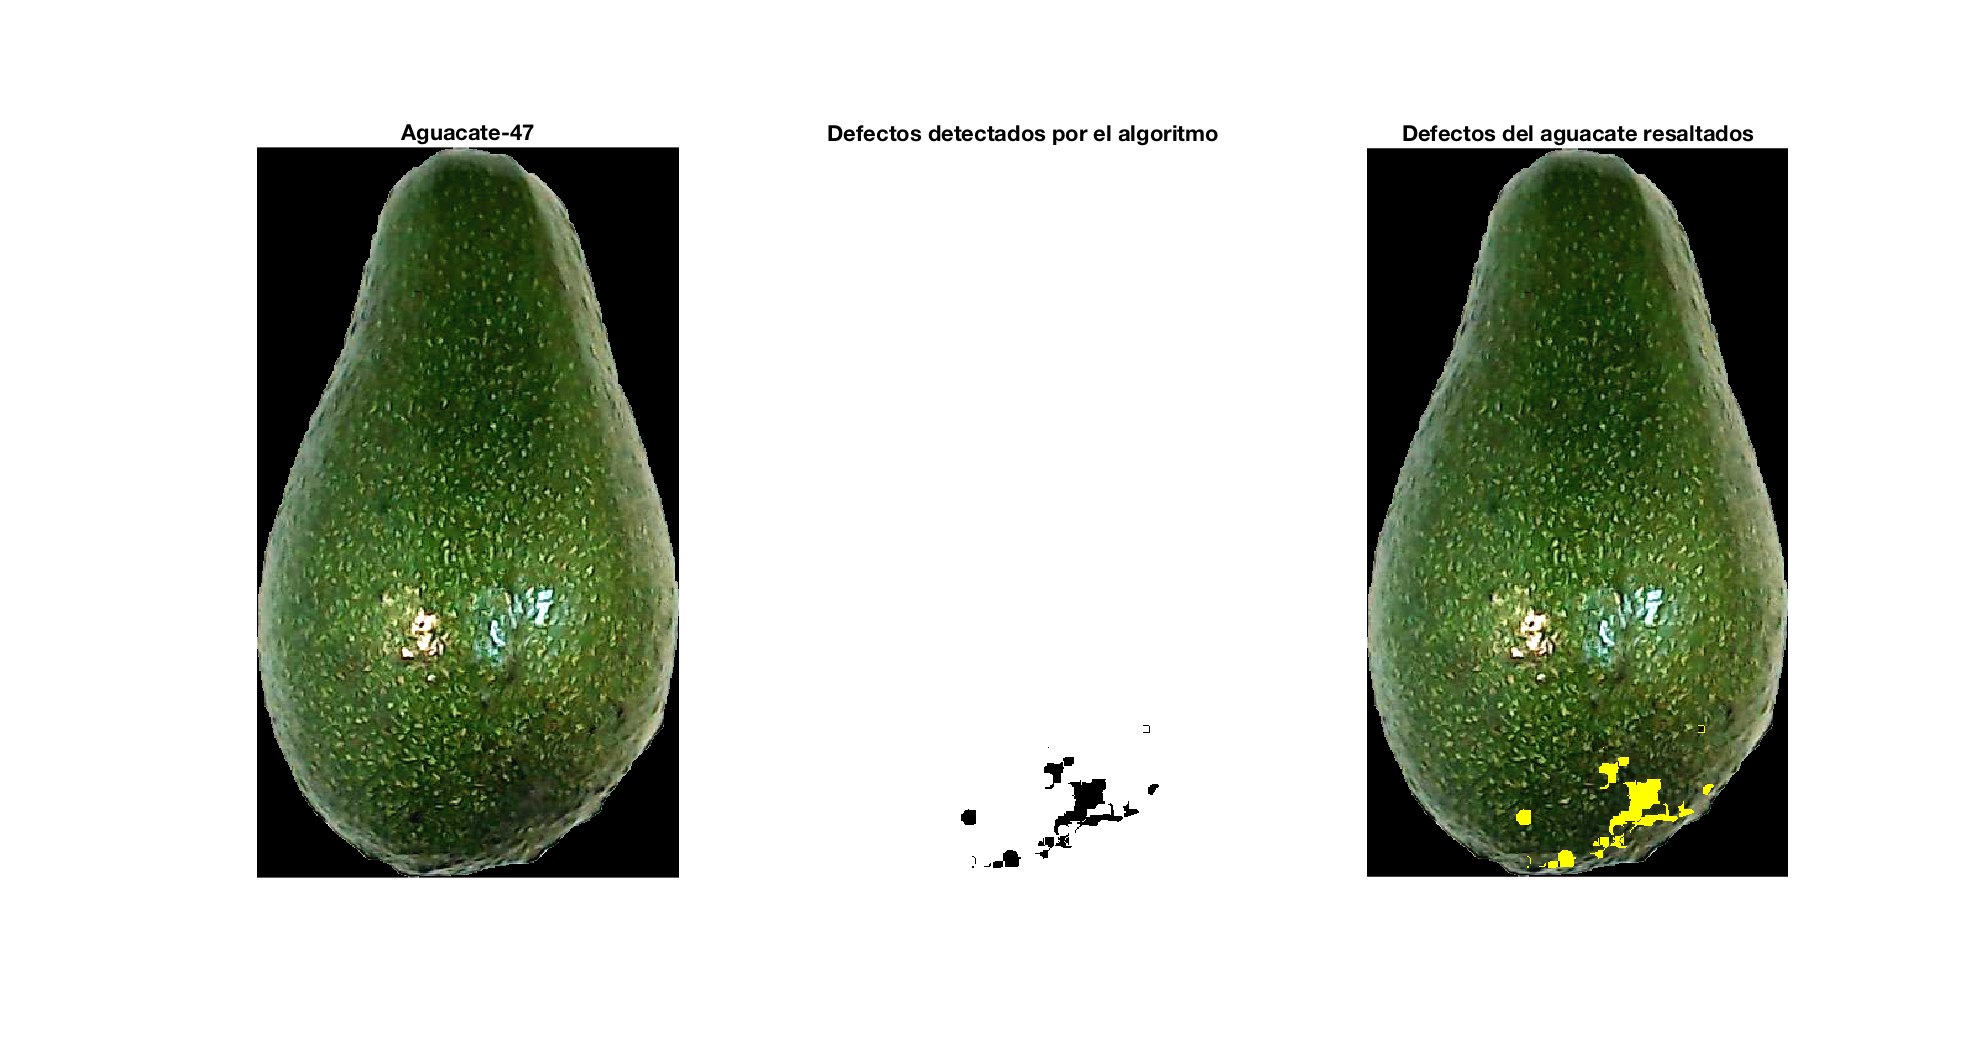 Aguacate-47
Defectos detectados por el algoritmo
Defectos del aguacate resaltados